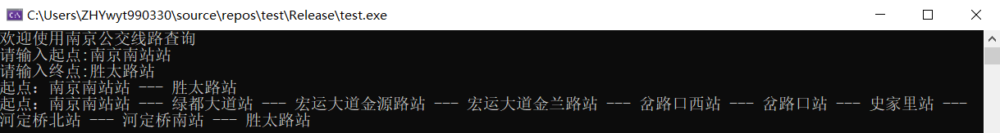 C:\Users\ZHYwyt990330\source\repos\test\Release\test.exe
欢迎使用南京公交线路查询
请输入起点:南京南站站
请输入终点:胜太路站
起点：南京南站站 --- 胜太路站
起点：南京南站站 --- 绿都大道站 --- 宏运大道金源路站 --- 宏运大道金兰路站 --- 岔路口西站 --- 岔路口站 --- 史家里站 ---
河定桥北站 --- 河定桥南站 --- 胜太路站